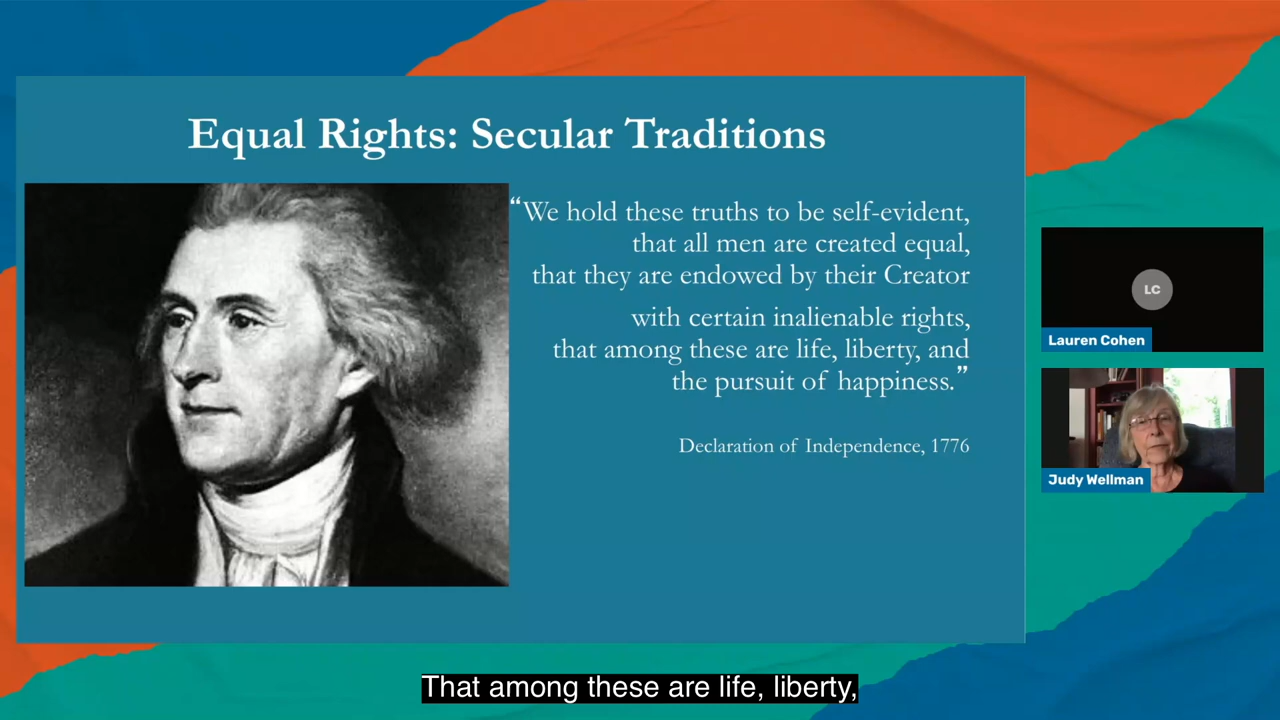 Equal Rights: Secular Traditions
“We hold these truths to be self-evident,
that all men are created equal,
that they are endowed by their Creator
with certain inalienable rights,
that among these are life, liberty, and
the pursuit of happiness.”
Declaration of Independence, 1776
LC
Lauren Cohen
Judy Wellman
That among these are life, liberty,